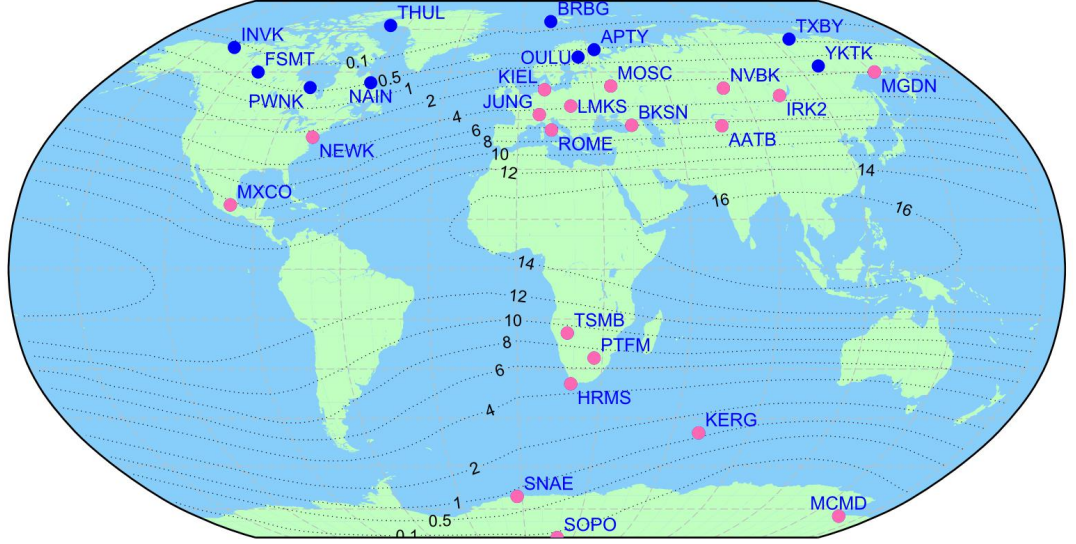 THUL
BRBG
TXBY
INVK
APTY
OULU
YKTK
FSMT
0.1
0.5
1
KIEL
MOSC
NVBK
MGDN
PWNK
NAIN
2
JUNG
LMKS
BKSN
IRK2
4
6
NEWK
8
ROME
AATB
10
12
14
MXCO
16
16
14
12
10
TSMB
8
PTFM
6
HRMS
4
KERG
2
SNAE
1
MCMD
0.5
SOPO
0.1